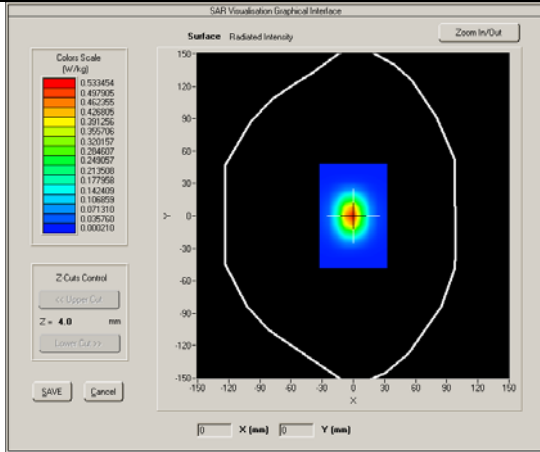 SAR Visualisation Graphical Interface
Surface Radiated Intensity
Zoom In/Out
Colors Scale
(W/kg)
0.533454
0.497905
0.462355
0.426805
0.391256
0.355706
0.320157
0.284607
0.249057
0.213508
0.177958
0.142409
0.106859
0.071310
0.035760
0.000210
Z-Cuts Control
<< Upper Cut
Z = 4.0 mm
Lower Cut >>
SAVE Cancel
150
120
90
60
30
0
-30
-60
-90
-120
-150
Y
-150 -120 -90 -60 -30 0 30 60 90 120 150
X
0 X (mm) 0 Y (mm)